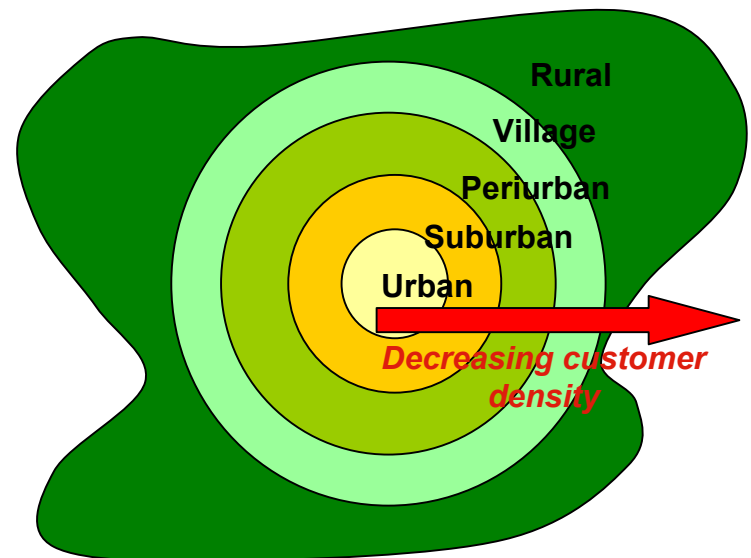 Rural
Village
Periurban
Suburban
Urban
Decreasing customer
density